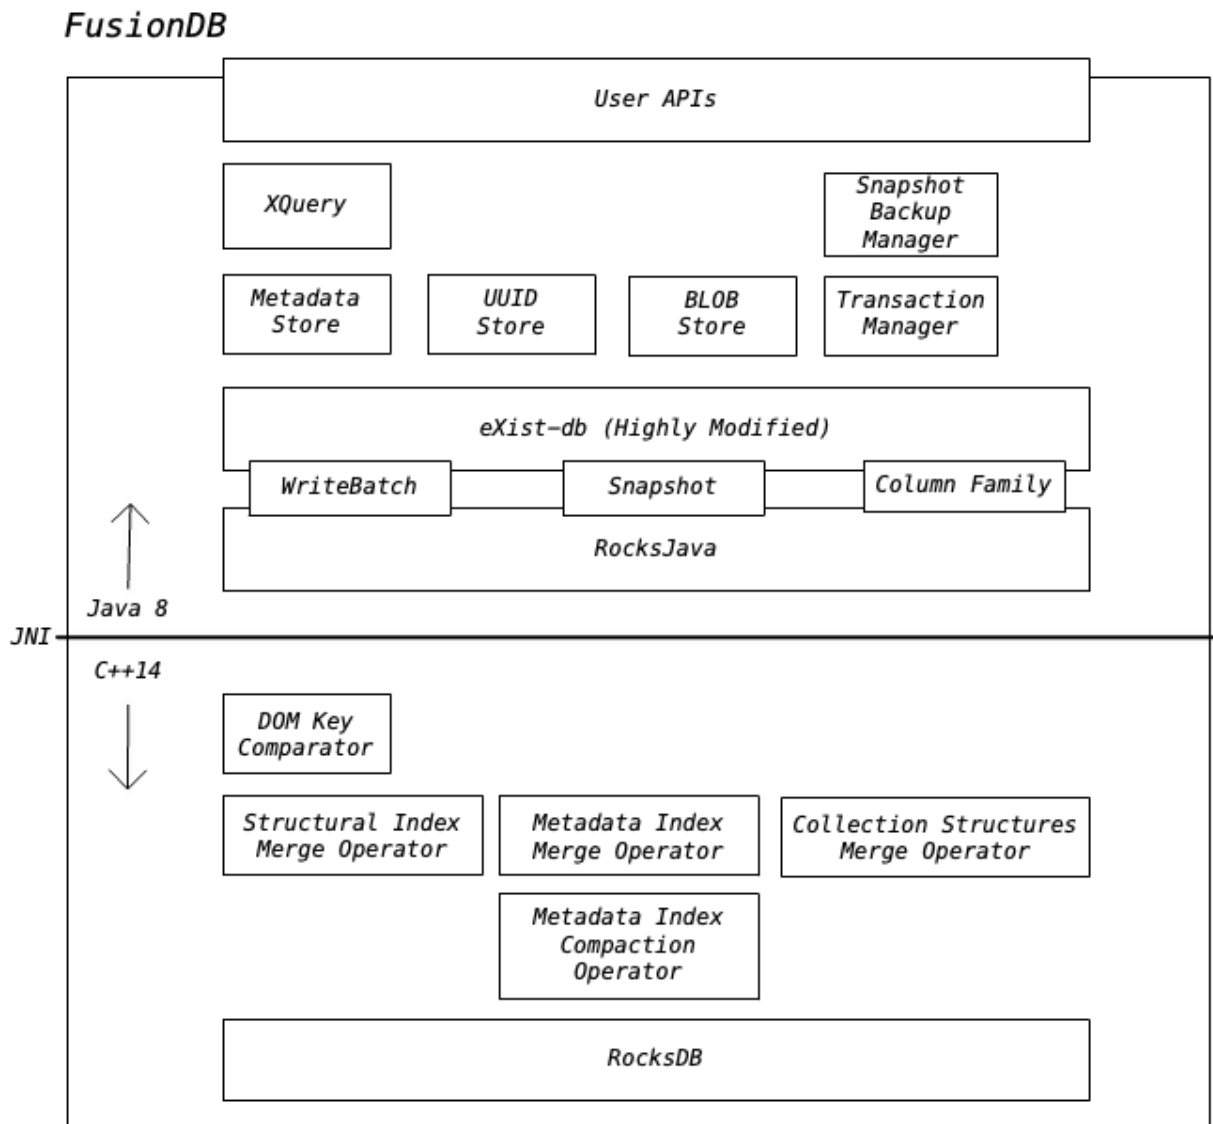 FusionDB
User APIs
XQuery
Snapshot
Backup
Manager
Metadata
Store
UUID
Store
BLOB
Store
Transaction
Manager
eXist-db (Highly Modified)
WriteBatch
Snapshot
Column Family
RocksJava
Java 8
JNI
C++14
DOM Key
Comparator
Structural Index
Merge Operator
Metadata Index
Merge Operator
Collection Structures
Merge Operator
Metadata Index
Compaction
Operator
RocksDB